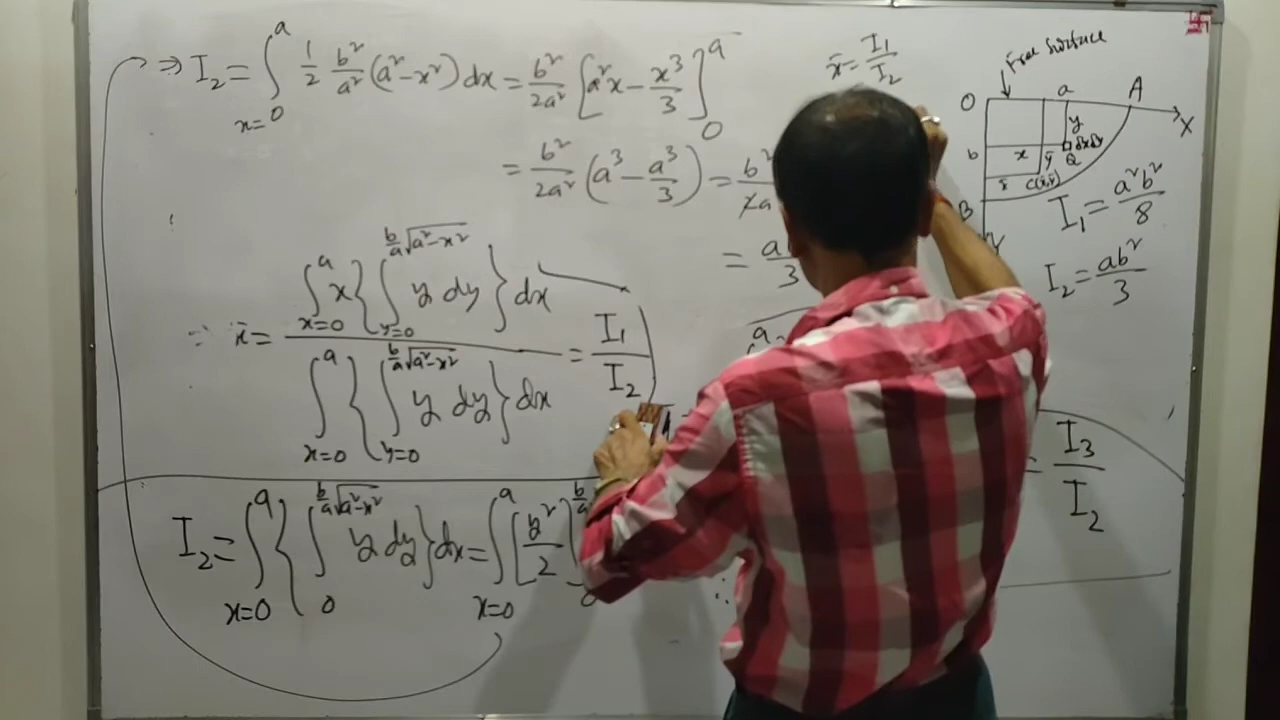 ⇒ I₂ = ∫_{x=0}^{a} 1/2 b²/a² (a²-x²) dx = b²/2a² [a²x - x³/3]_0^a
= b²/2a² (a³ - a³/3) = b²
=
3
∵ x̄ = ∫_{x=0}^{a} x { ∫_{y=0}^{b/a √(a²-x²)} y dy } dx / ∫_{x=0}^{a} { ∫_{y=0}^{b/a √(a²-x²)} y dy } dx = I₁/I₂
I₂ = ∫_{x=0}^{a} { ∫_0^{b/a √(a²-x²)} y dy } dx = ∫_{x=0}^{a} [y²/2]
x̄ = I₁/I₂
Free surface
O a A X
y
b x ȳ Q δxδy
x̄ C(x̄,ȳ)
B
Y
I₁ = a²b²/8
I₂ = ab²/3
= I₃/I₂
∴